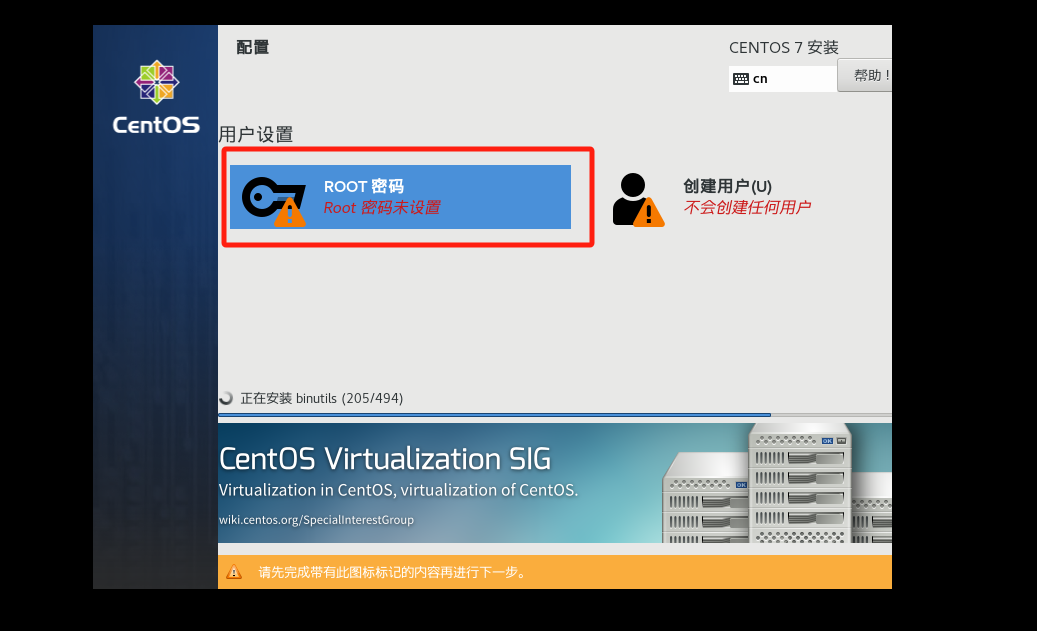 配置
CENTOS 7 安装
cn
帮助！
CentOS
用户设置
ROOT 密码
Root 密码未设置
创建用户(U)
不会创建任何用户
正在安装 binutils (205/494)
CentOS Virtualization SIG
Virtualization in CentOS, virtualization of CentOS.
wiki.centos.org/SpecialInterestGroup
OK
OK
请先完成带有此图标标记的内容再进行下一步。